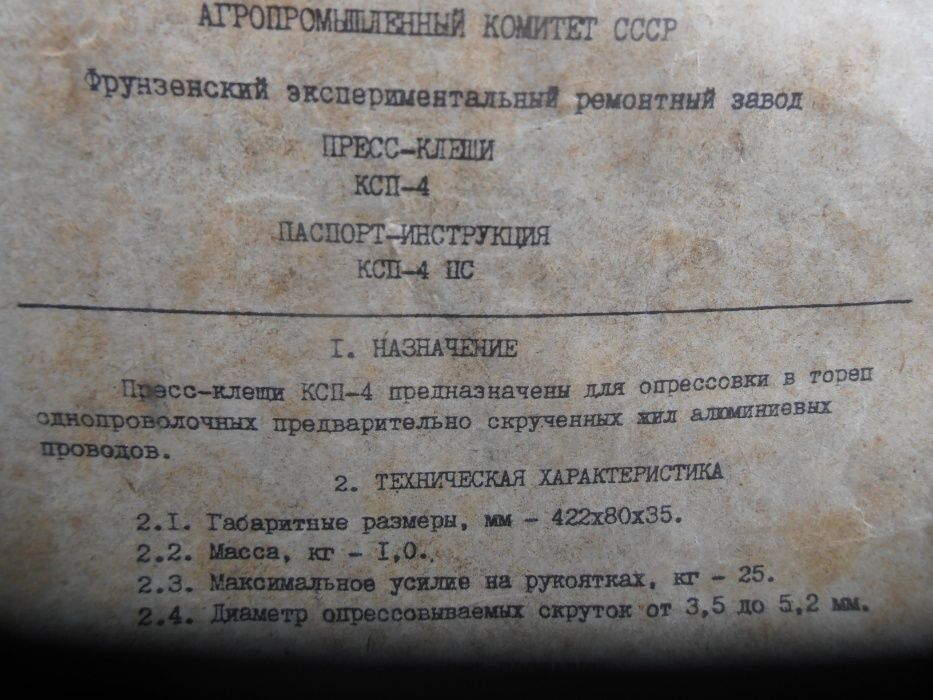 АГРОПРОМЫШЛЕННЫЙ КОМИТЕТ СССР
Фрунзенский экспериментальный ремонтный завод
ПРЕСС-КЛЕЩИ
КСП-4
ПАСПОРТ-ИНСТРУКЦИЯ
КСП-4 ПС
I. НАЗНАЧЕНИЕ
Пресс-клещи КСП-4 предназначены для опрессовки в торец
однопроволочных предварительно скрученных жил алюминиевых
проводов.
2. ТЕХНИЧЕСКАЯ ХАРАКТЕРИСТИКА
2.I. Габаритные размеры, мм - 422х80х35.
2.2. Масса, кг - I,0.
2.3. Максимальное усилие на рукоятках, кг - 25.
2.4. Диаметр опрессовываемых скруток от 3,5 до 5,2 мм.